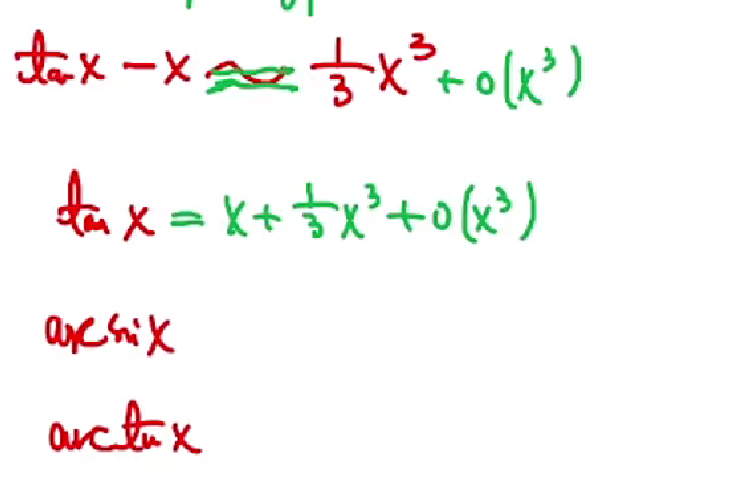 tan x − x ~ = 1/3 x³ + o(x³)
tan x = x + 1/3 x³ + o(x³)
arcsin x
arctan x